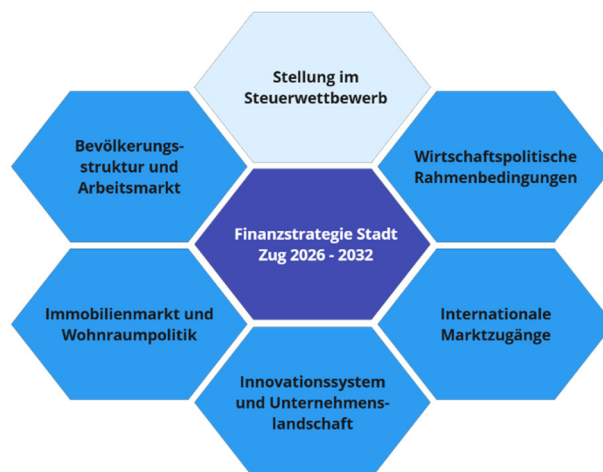 Stellung im
Steuerwettbewerb
Bevölkerungs-
struktur und
Arbeitsmarkt
Wirtschaftspolitische
Rahmenbedingungen
Finanzstrategie Stadt
Zug 2026 - 2032
Immobilienmarkt und
Wohnraumpolitik
Internationale
Marktzugänge
Innovationssystem
und Unternehmens-
landschaft